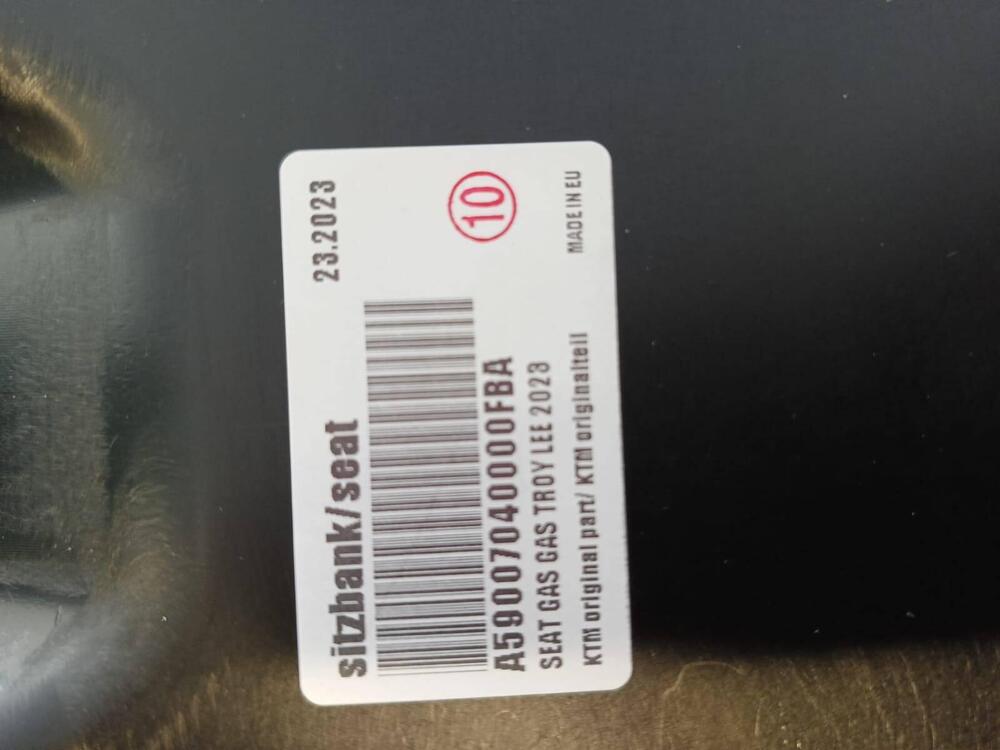 sitzbank/seat 23.2023
A59007040000FBA 10
SEAT GAS GAS TROY LEE 2023
KTM original part/ KTM originalteil MADE IN EU